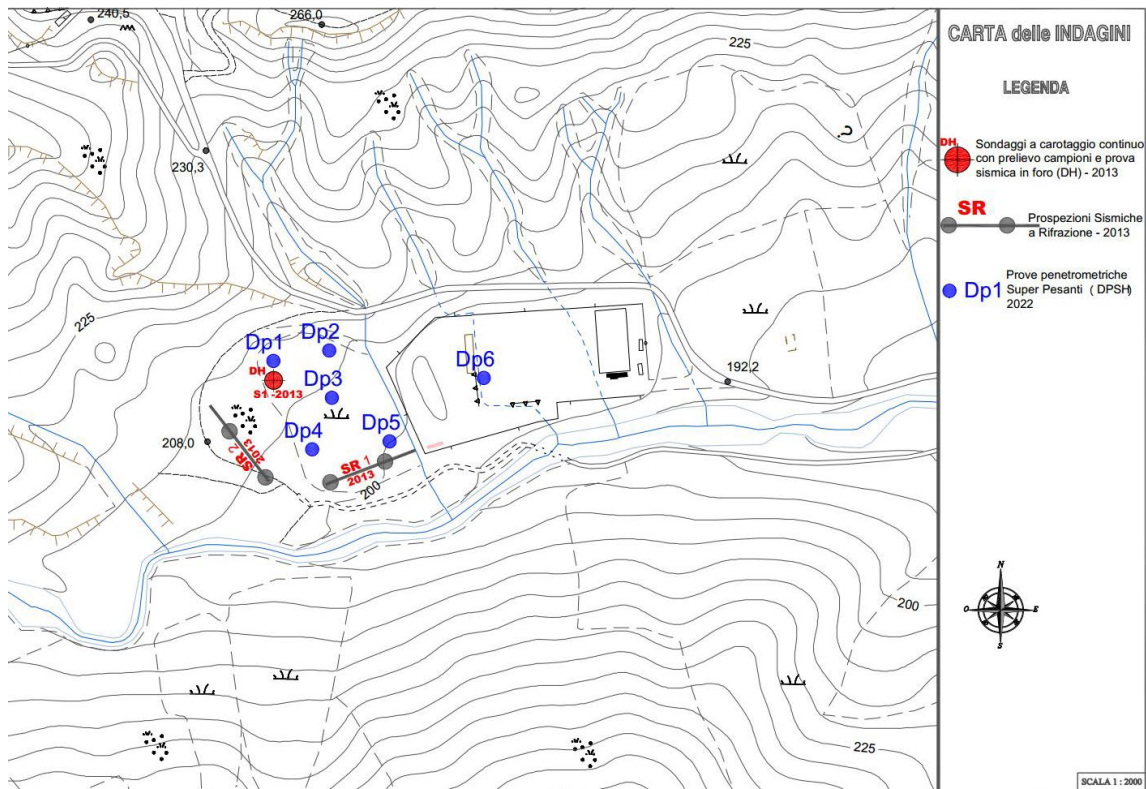 240,5
266,0
225
230,3
225
Dp1
Dp2
DH
S1 -2013
Dp3
Dp6
192,2
208,0
SR 2
2013
Dp4
Dp5
SR 1
2013
200
200
225
CARTA delle INDAGINI
LEGENDA
DH
Sondaggi a carotaggio continuo
con prelievo campioni e prova
sismica in foro (DH) - 2013
SR
Prospezioni Sismiche
a Rifrazione - 2013
Dp1
Prove penetrometriche
Super Pesanti ( DPSH)
2022
N
O
E
S
SCALA 1 : 2000